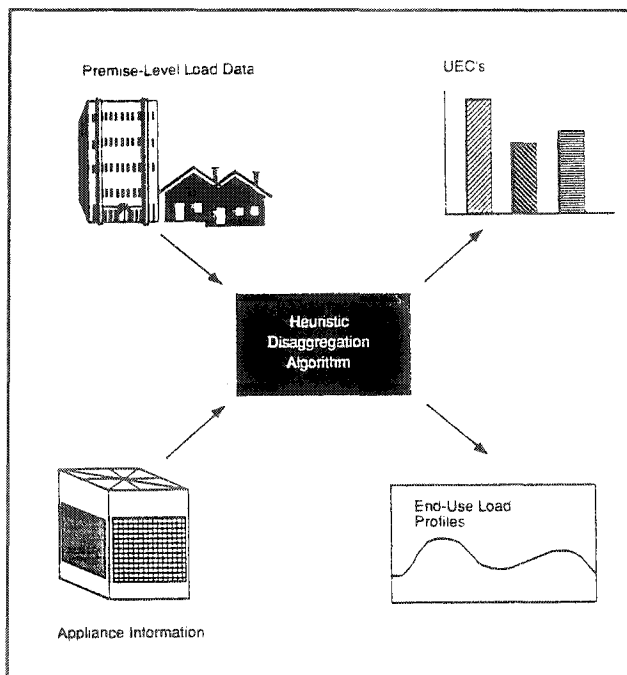 Premise-Level Load Data
UEC's
Heuristic
Disaggregation
Algorithm
End-Use Load
Profiles
Appliance Information